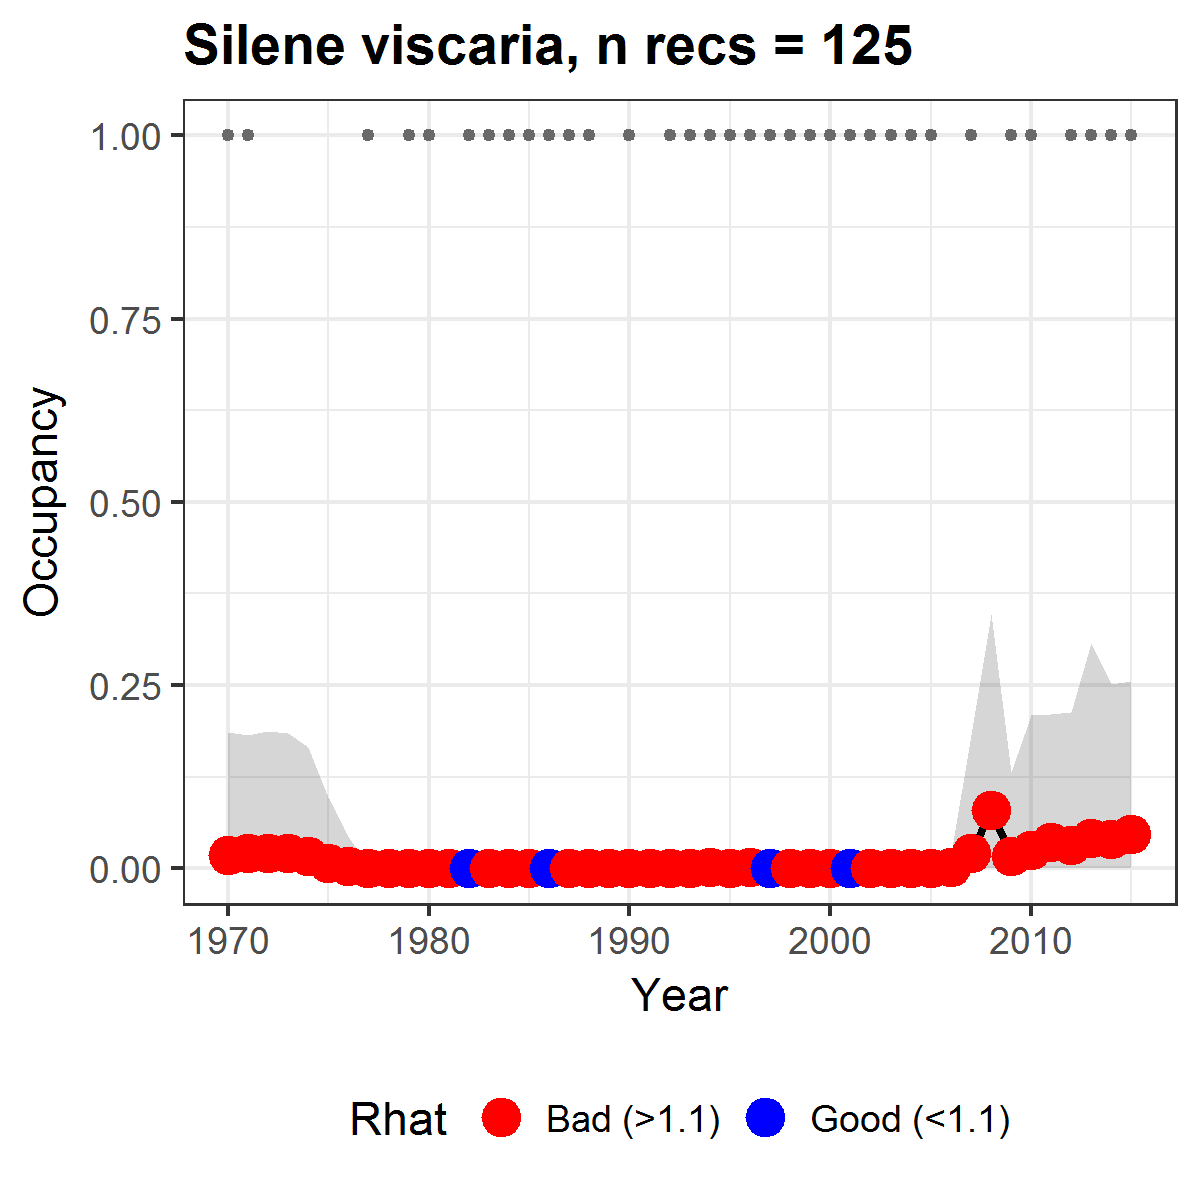 Silene viscaria, n recs = 125
1.00
0.75
0.50
0.25
0.00
Occupancy
1970 1980 1990 2000 2010
Year
Rhat Bad (>1.1) Good (<1.1)